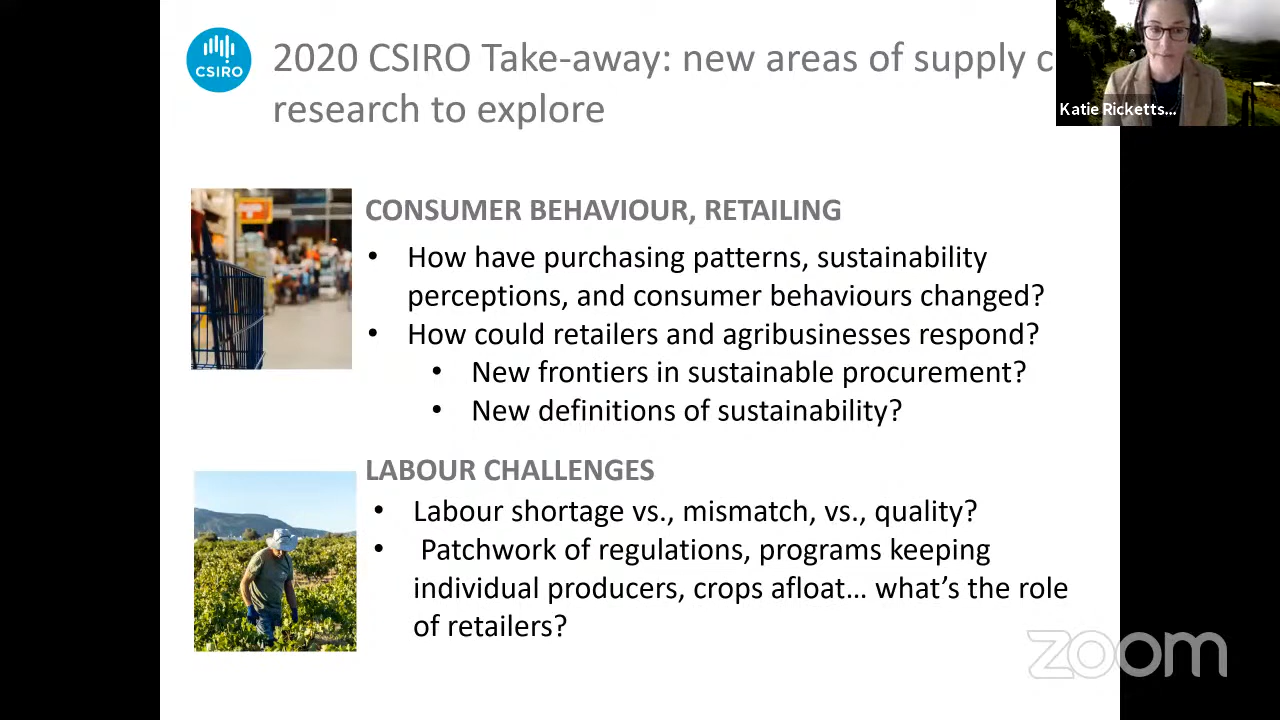 CSIRO
2020 CSIRO Take-away: new areas of supply c
research to explore
Katie Ricketts...
CONSUMER BEHAVIOUR, RETAILING
• How have purchasing patterns, sustainability
perceptions, and consumer behaviours changed?
• How could retailers and agribusinesses respond?
• New frontiers in sustainable procurement?
• New definitions of sustainability?
LABOUR CHALLENGES
• Labour shortage vs., mismatch, vs., quality?
• Patchwork of regulations, programs keeping
individual producers, crops afloat… what’s the role
of retailers?
zoom